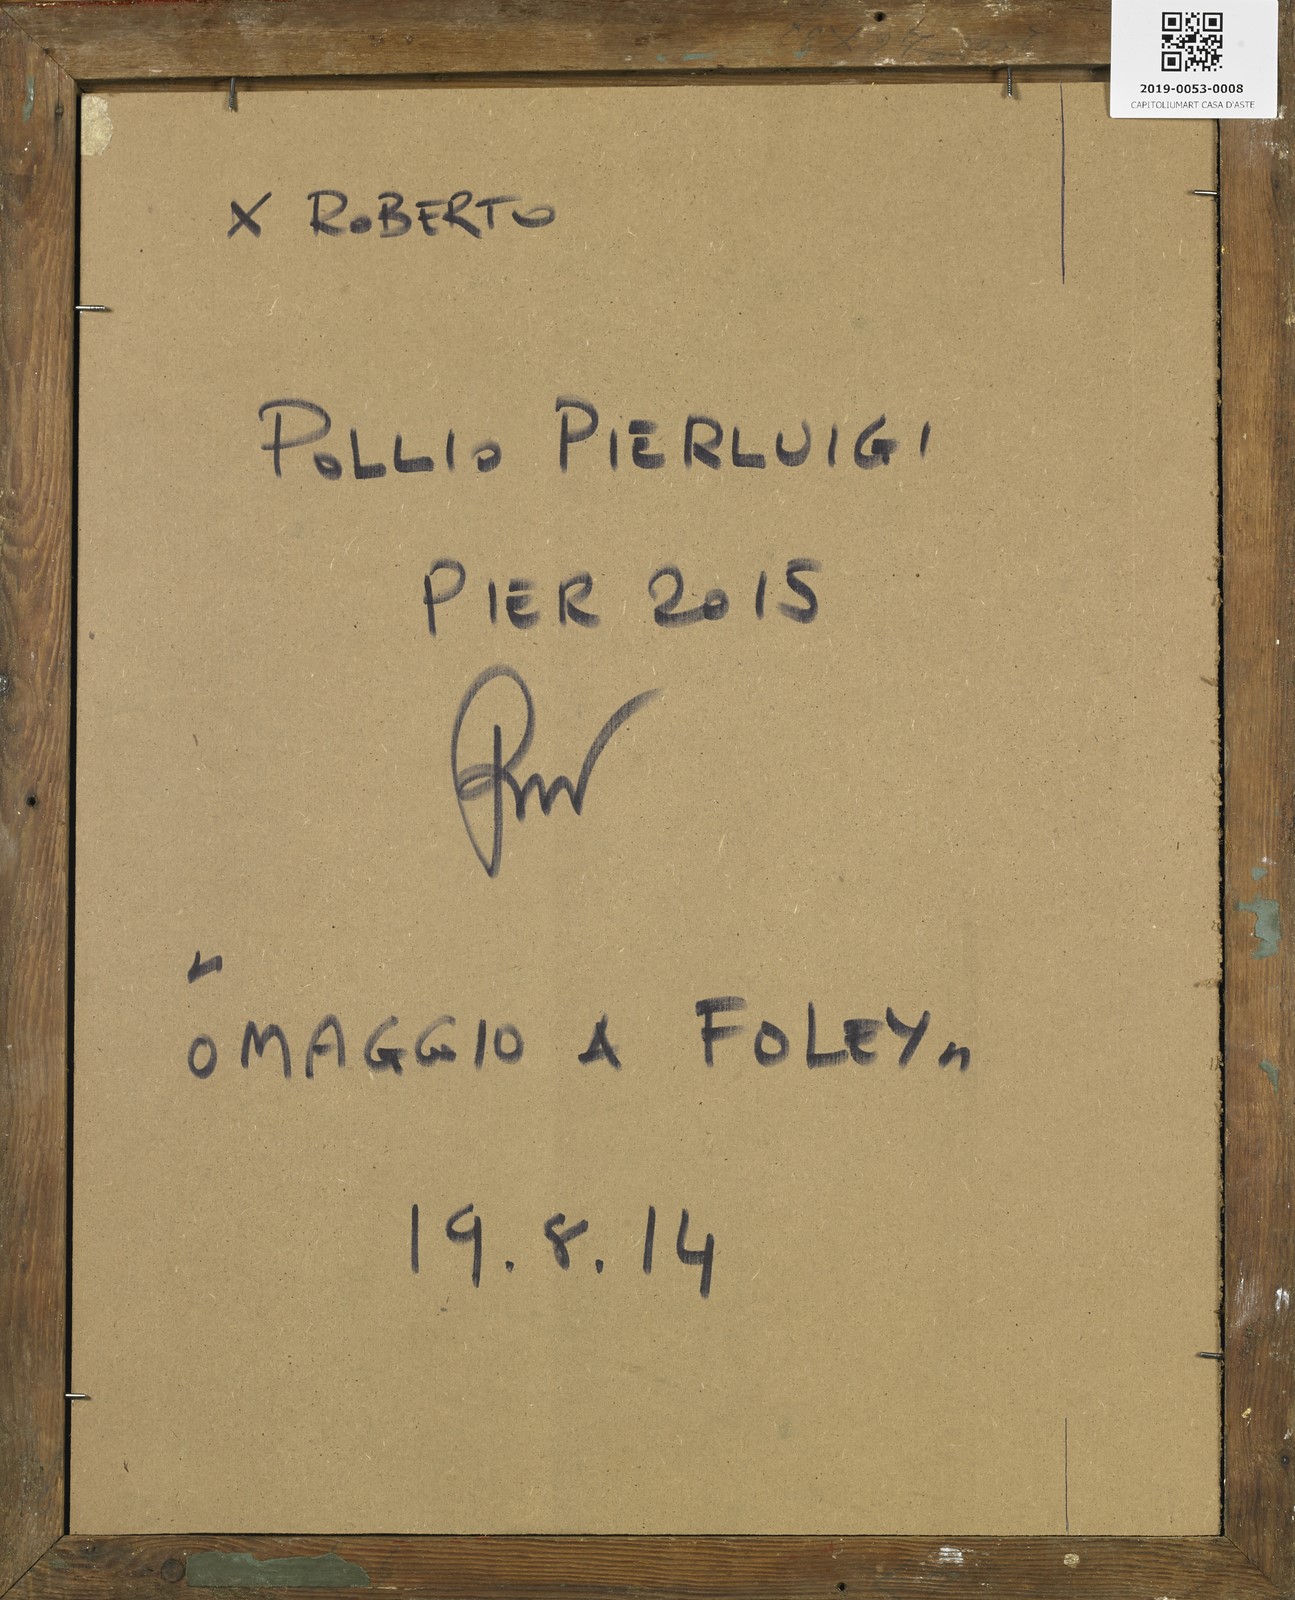 2019-0053-0008
CAPITOLIUMART CASA D'ASTE
X ROBERTO
POLLIO PIERLUIGI
PIER 2015
"OMAGGIO A FOLEY"
19.8.14